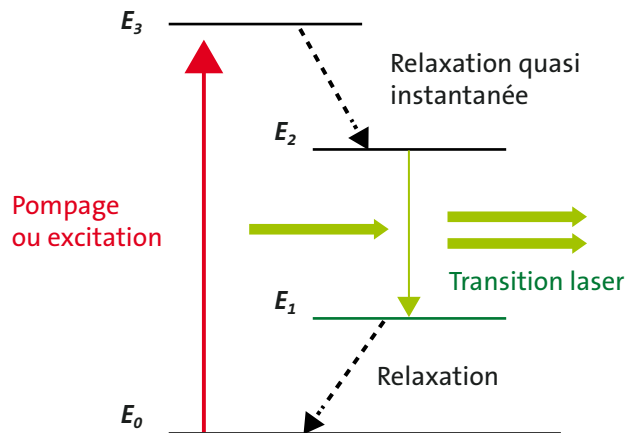 E3
Relaxation quasi
instantanée
E2
Pompage
ou excitation
Transition laser
E1
Relaxation
E0